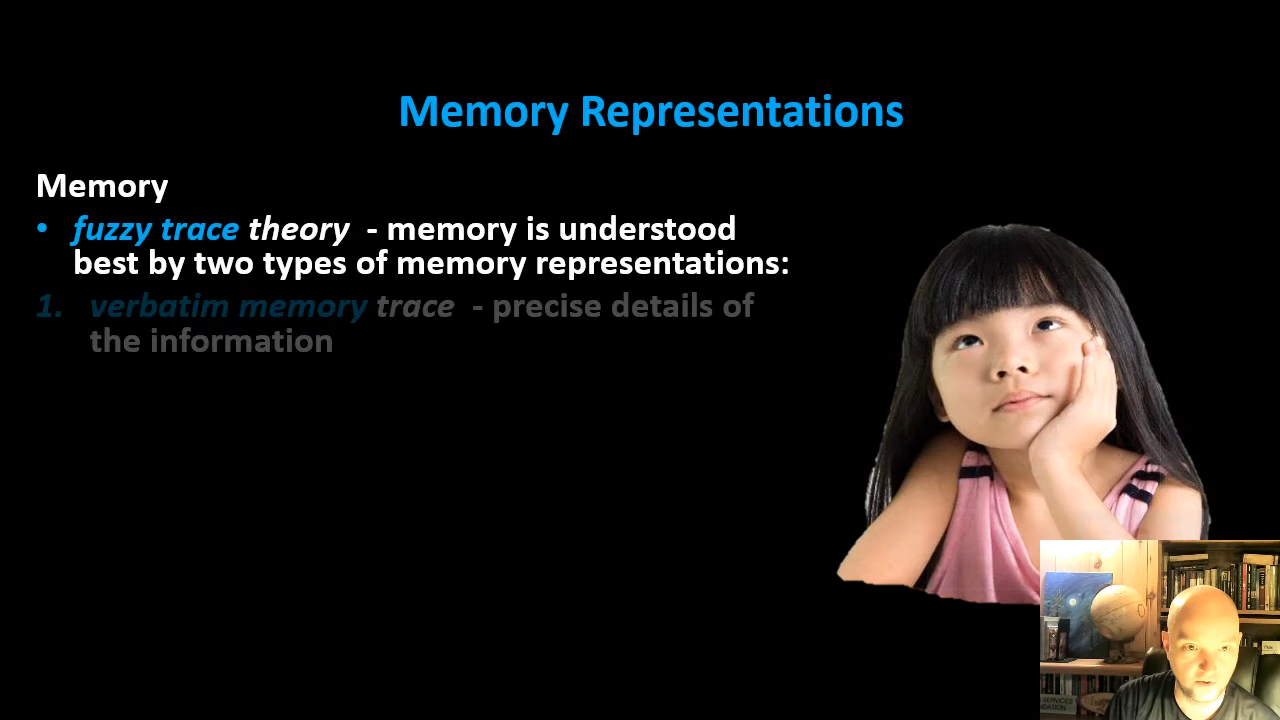 Memory Representations
Memory
• fuzzy trace theory - memory is understood
best by two types of memory representations:
1. verbatim memory trace - precise details of
the information